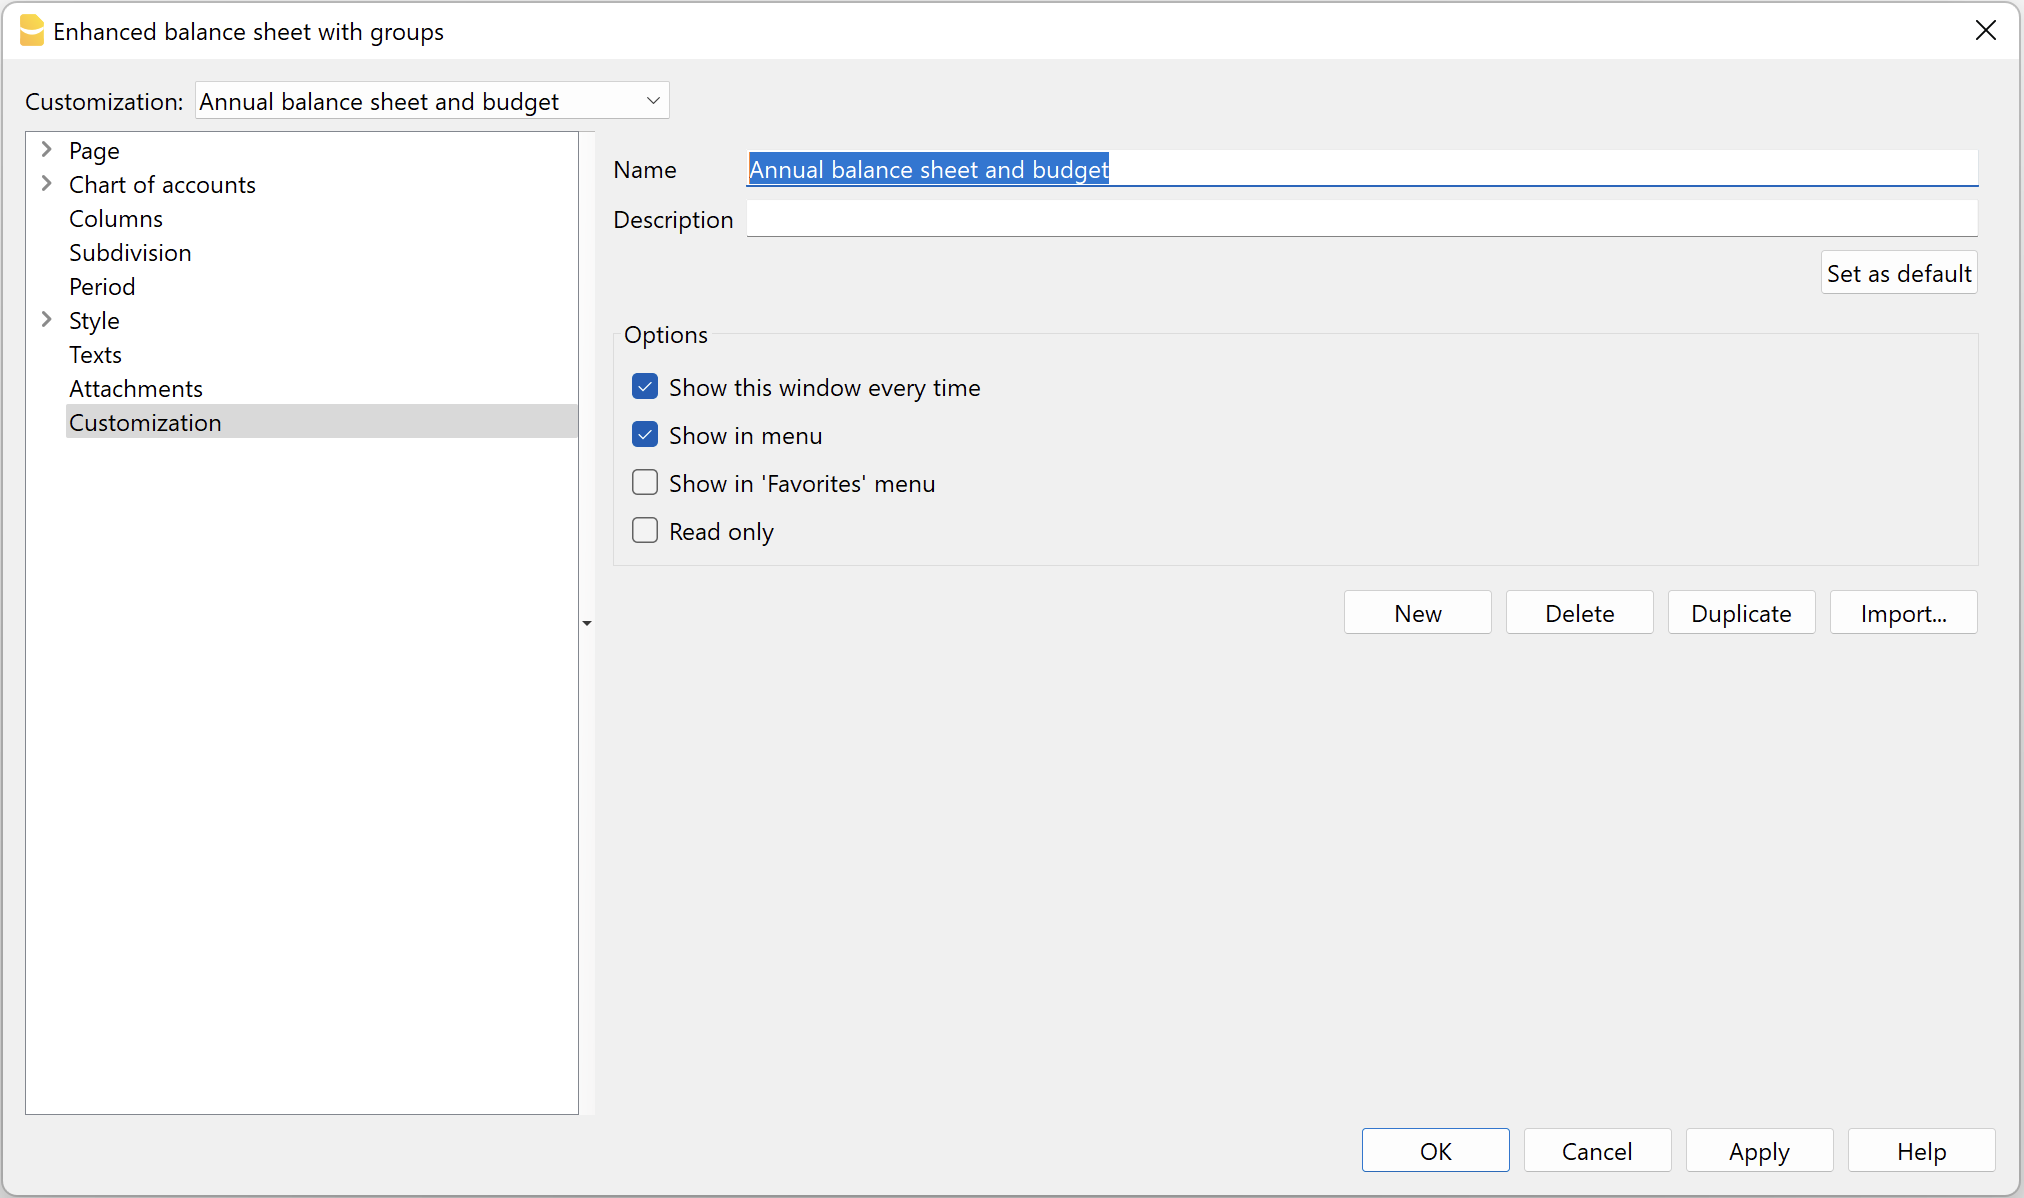 Enhanced balance sheet with groups
Customization: Annual balance sheet and budget
Page
Chart of accounts
Columns
Subdivision
Period
Style
Texts
Attachments
Customization
Name Annual balance sheet and budget
Description
Set as default
Options
Show this window every time
Show in menu
Show in 'Favorites' menu
Read only
New Delete Duplicate Import...
OK Cancel Apply Help